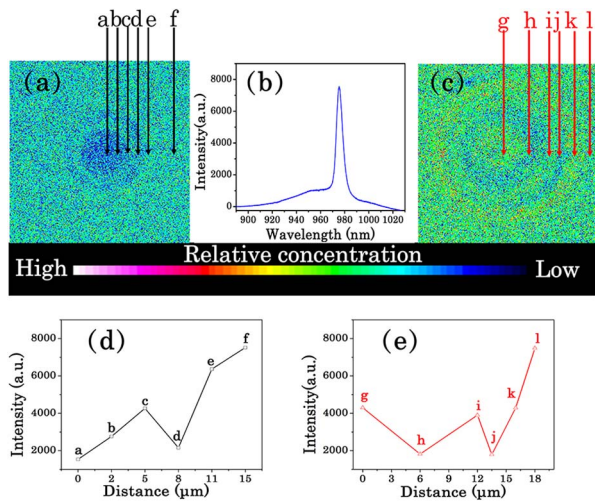 abcd e f
g h ij k l
(a)
(b)
(c)
8000
6000
4000
2000
0
Intensity(a.u.)
900 920 940 960 980 1000 1020
Wavelength (nm)
Relative concentration
High Low
(d)
8000
6000
4000
2000
Intensity(a.u.)
a b c d e f
0 2 5 8 11 15
Distance (μm)
(e)
8000
6000
4000
2000
Intensity(a.u.)
g h i j k l
0 3 6 9 12 15 18
Distance (μm)